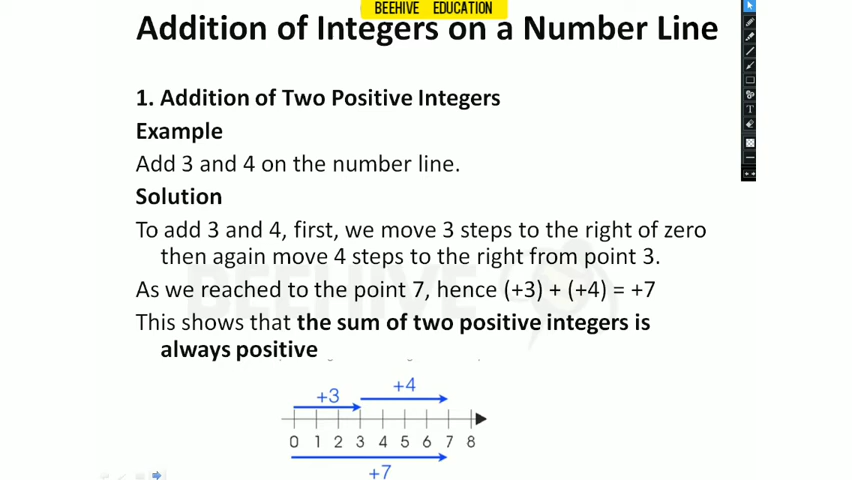 BEEHIVE EDUCATION
Addition of Integers on a Number Line
1. Addition of Two Positive Integers
Example
Add 3 and 4 on the number line.
Solution
To add 3 and 4, first, we move 3 steps to the right of zero
then again move 4 steps to the right from point 3.
As we reached to the point 7, hence (+3) + (+4) = +7
This shows that the sum of two positive integers is
always positive
+3 +4
0 1 2 3 4 5 6 7 8
+7
BEEHIVE